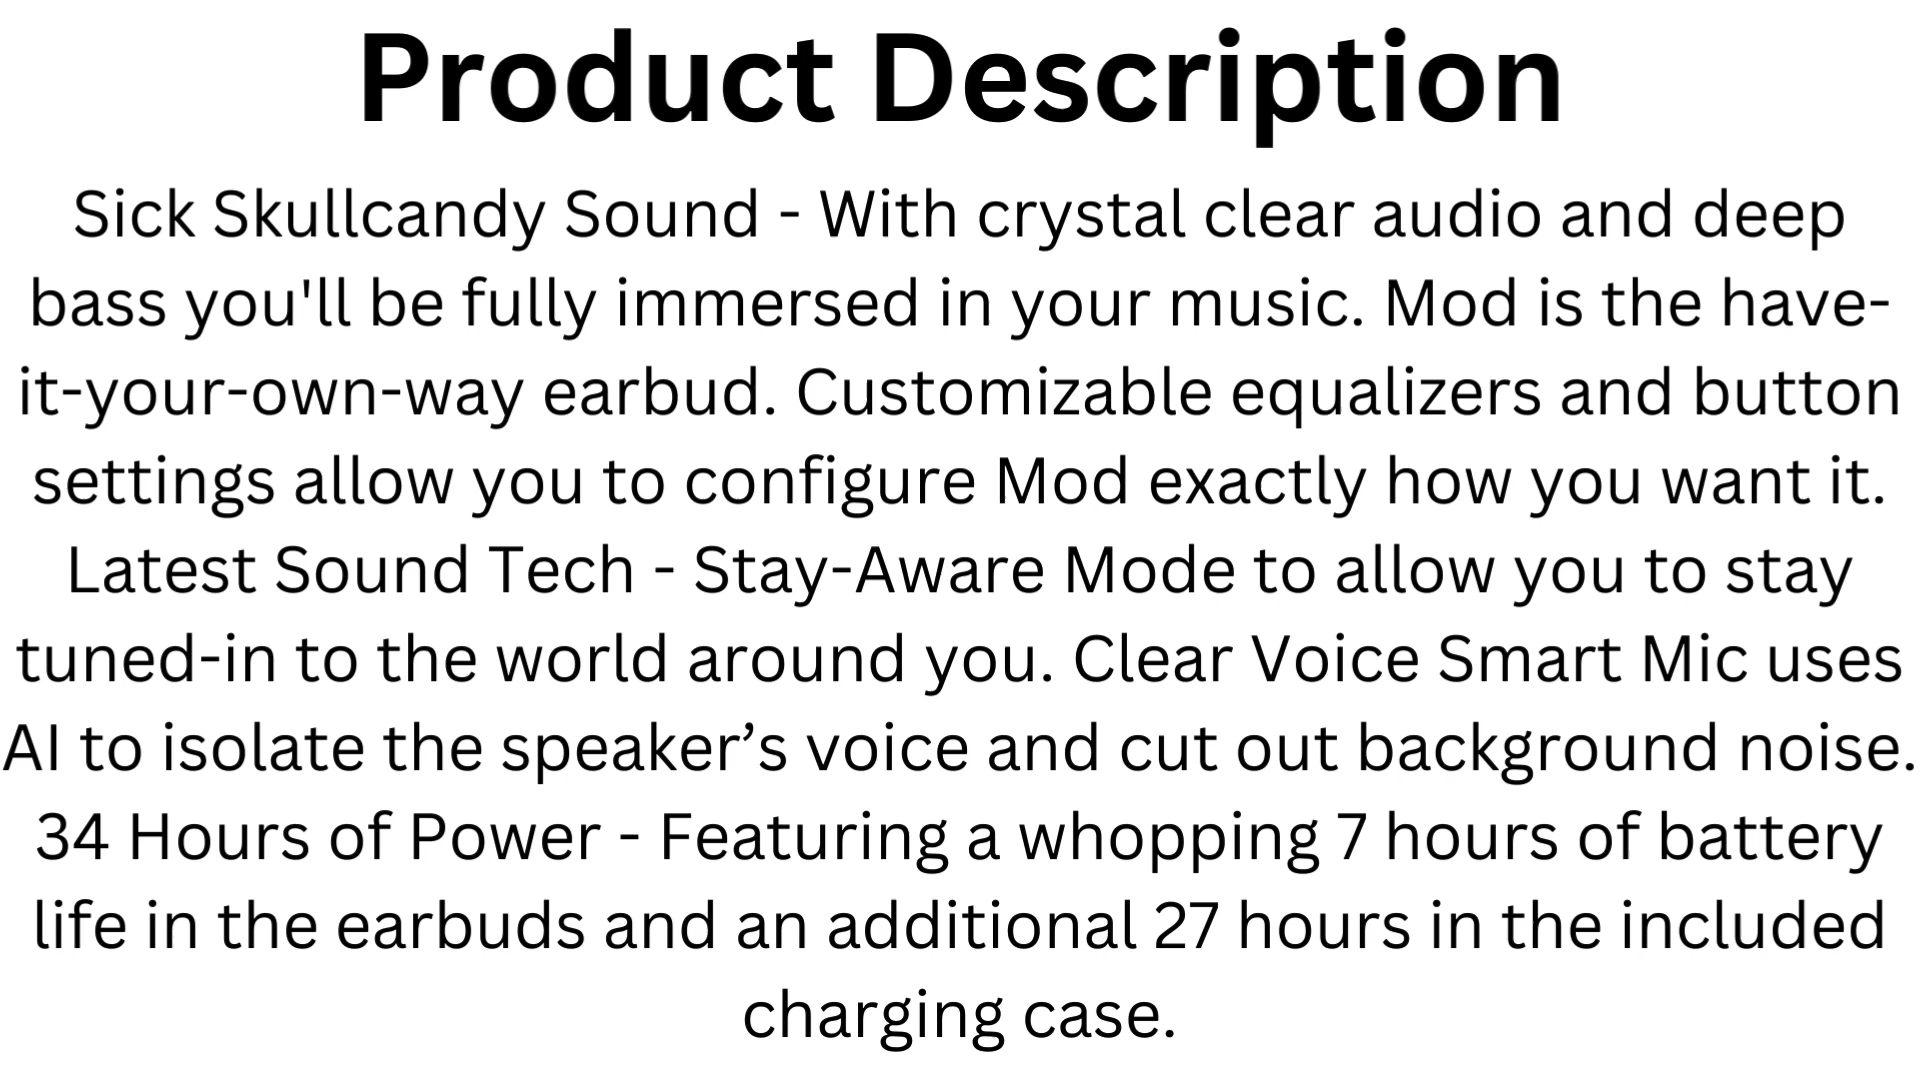 Product Description
Sick Skullcandy Sound - With crystal clear audio and deep
bass you'll be fully immersed in your music. Mod is the have-
it-your-own-way earbud. Customizable equalizers and button
settings allow you to configure Mod exactly how you want it.
Latest Sound Tech - Stay-Aware Mode to allow you to stay
tuned-in to the world around you. Clear Voice Smart Mic uses
AI to isolate the speaker’s voice and cut out background noise.
34 Hours of Power - Featuring a whopping 7 hours of battery
life in the earbuds and an additional 27 hours in the included
charging case.